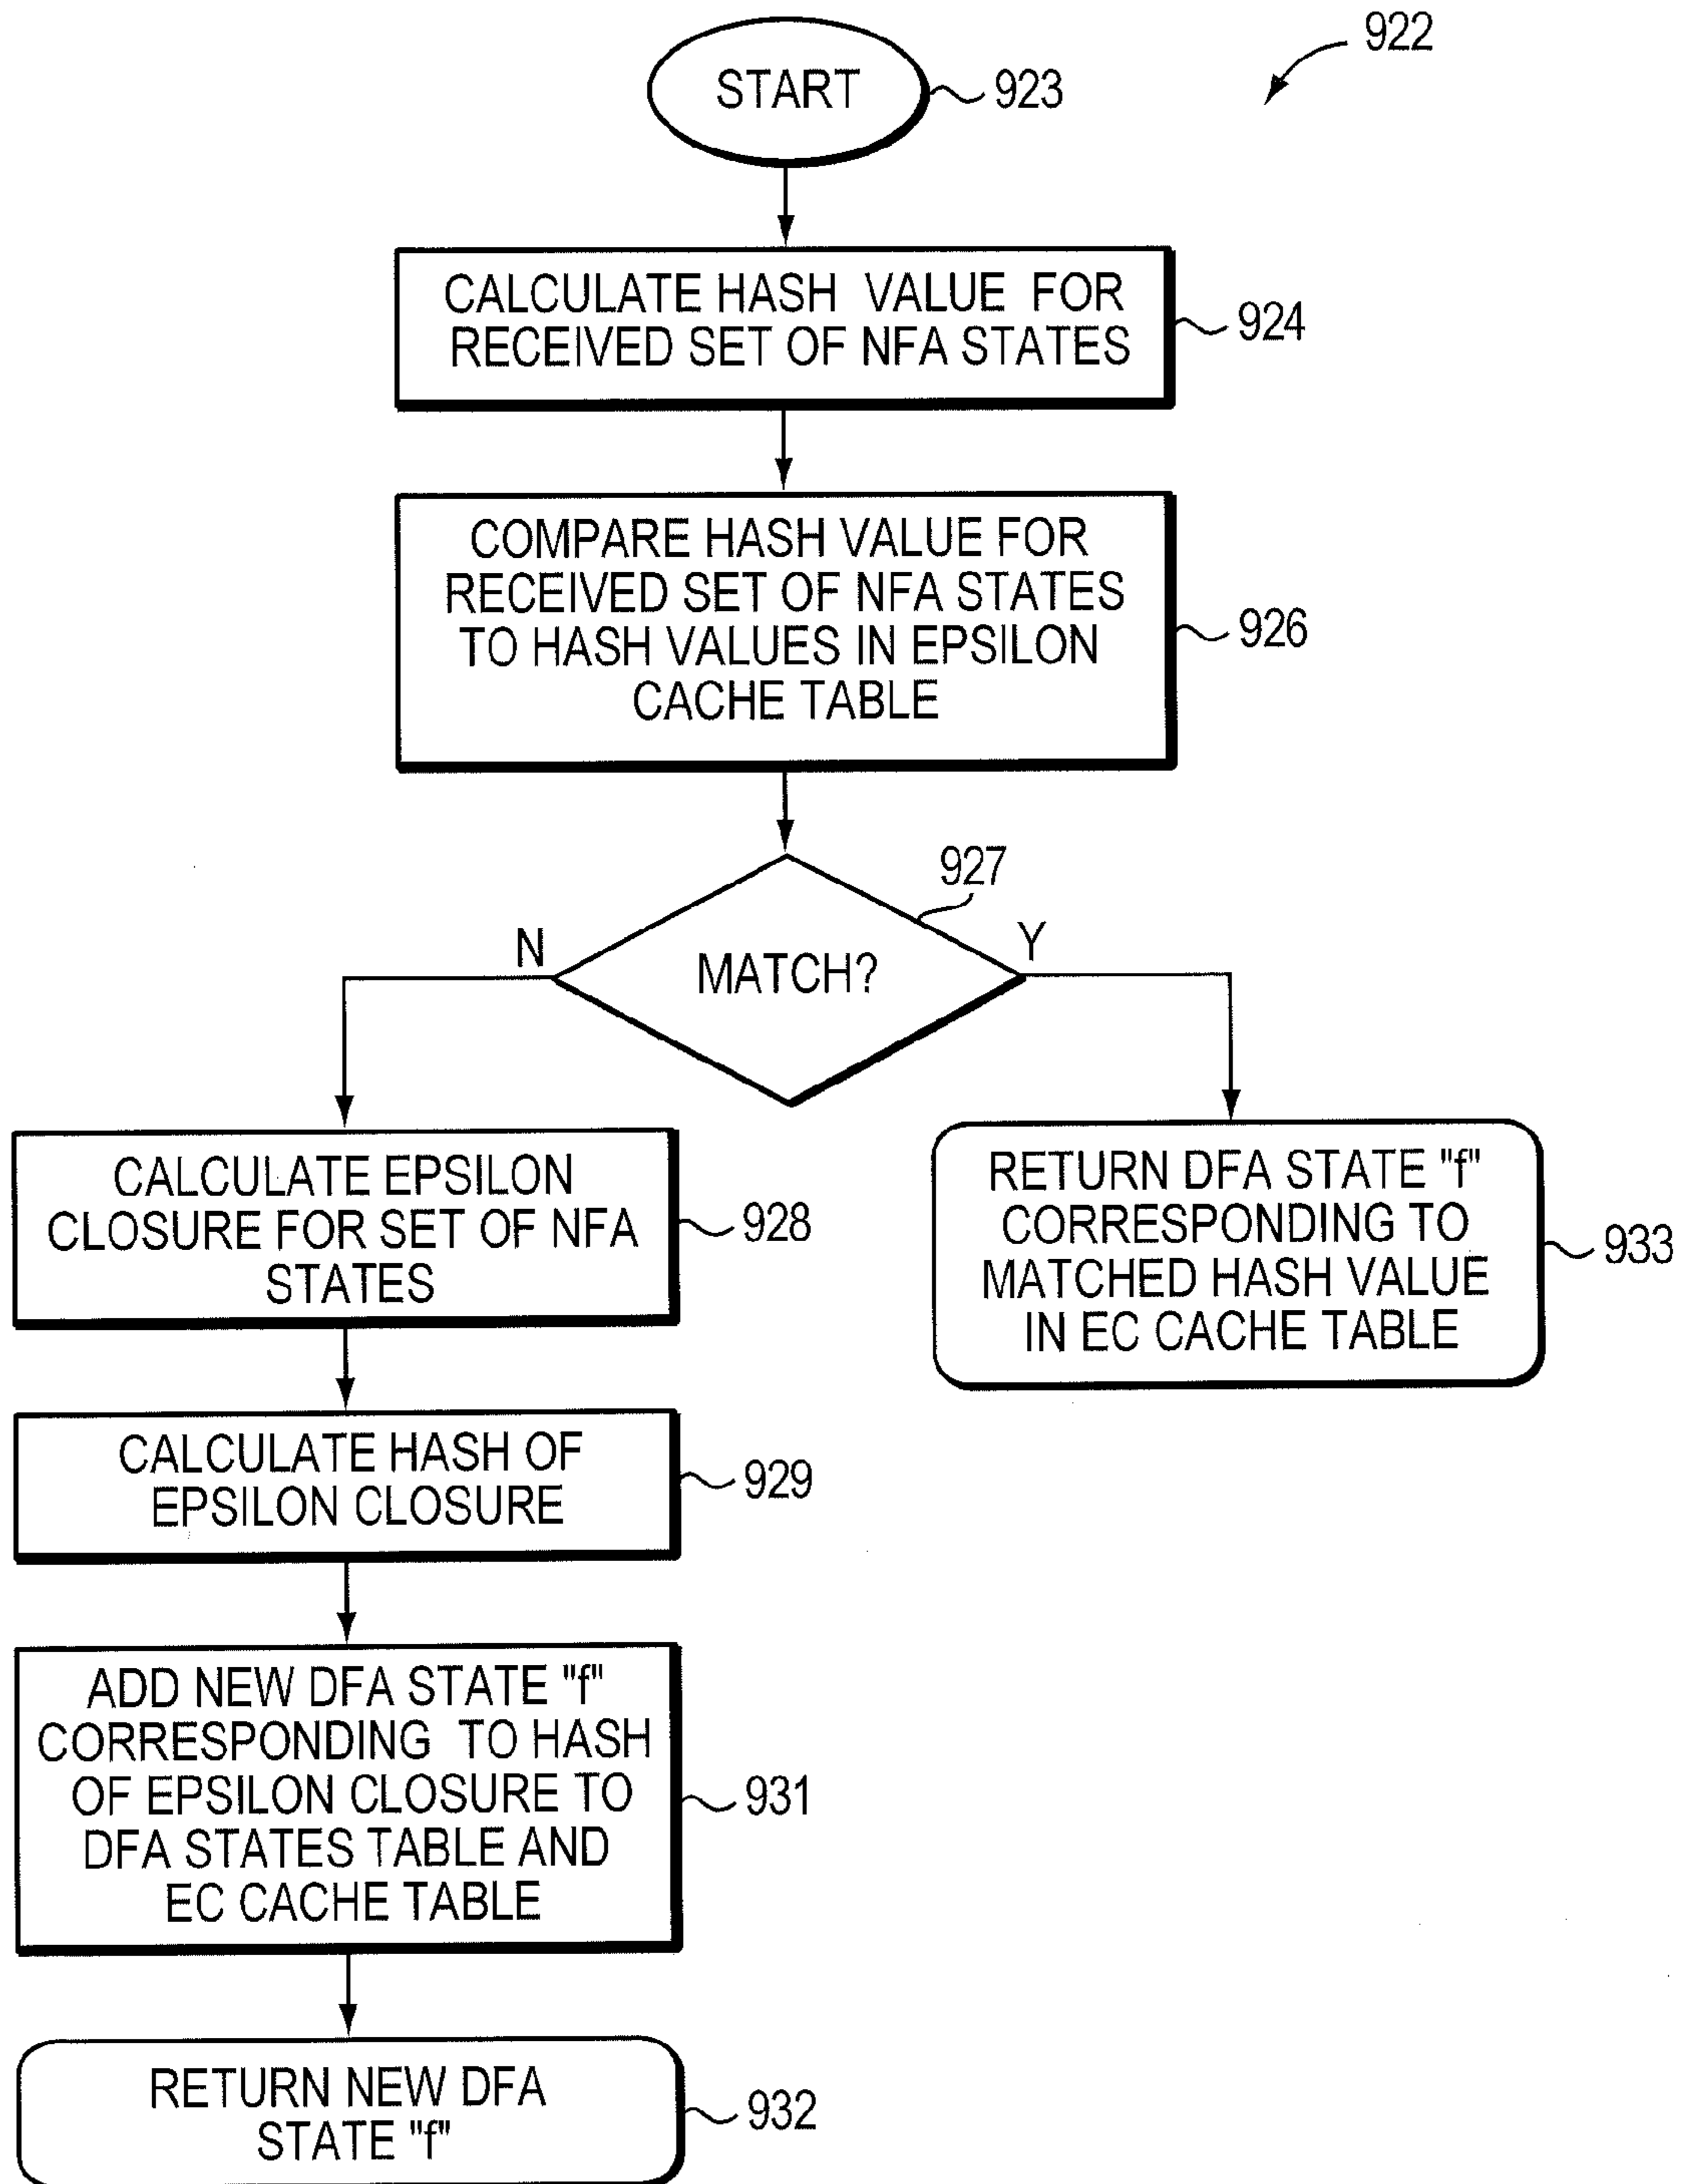 922
START
923
CALCULATE HASH VALUE FOR
RECEIVED SET OF NFA STATES
924
COMPARE HASH VALUE FOR
RECEIVED SET OF NFA STATES
TO HASH VALUES IN EPSILON
CACHE TABLE
926
927
MATCH?
N
Y
CALCULATE EPSILON
CLOSURE FOR SET OF NFA
STATES
928
RETURN DFA STATE "f"
CORRESPONDING TO
MATCHED HASH VALUE
IN EC CACHE TABLE
933
CALCULATE HASH OF
EPSILON CLOSURE
929
ADD NEW DFA STATE "f"
CORRESPONDING TO HASH
OF EPSILON CLOSURE TO
DFA STATES TABLE AND
EC CACHE TABLE
931
RETURN NEW DFA
STATE "f"
932